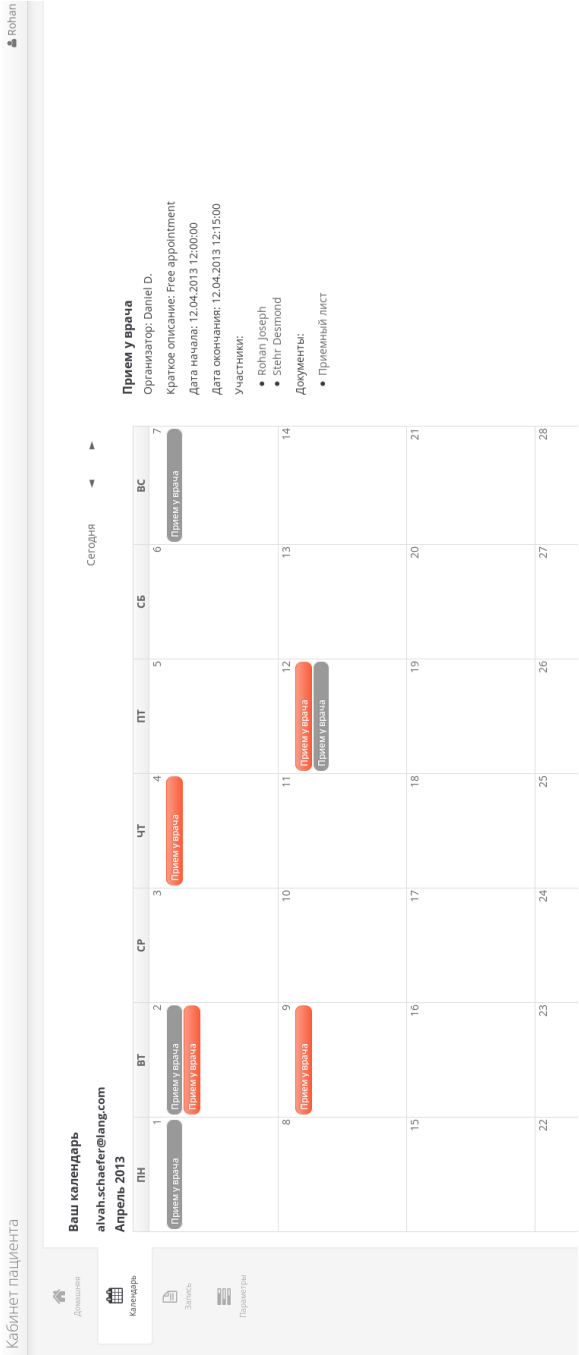 Кабинет пациента
Rohan
Домашняя
Календарь
Запись
Параметры
Ваш календарь
alvah.schaefer@lang.com
Апрель 2013
Сегодня
ПН ВТ СР ЧТ ПТ СБ ВС
1 2 3 4 5 6 7
Прием у врача Прием у врача Прием у врача Прием у врача
Прием у врача
8 9 10 11 12 13 14
Прием у врача Прием у врача
Прием у врача
15 16 17 18 19 20 21
22 23 24 25 26 27 28
Прием у врача
Организатор: Daniel D.
Краткое описание: Free appointment
Дата начала: 12.04.2013 12:00:00
Дата окончания: 12.04.2013 12:15:00
Участники:
Rohan Joseph
Stehr Desmond
Документы:
Приемный лист